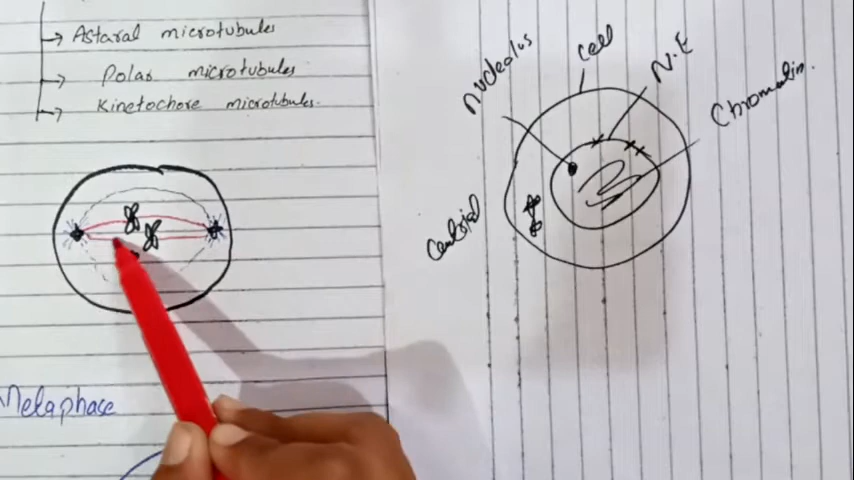 Astaral microtubules
Polar microtubules
Kinetochore microtubules.
Metaphase
nucleolus
cell
N.E
Chromatin.
Centriol